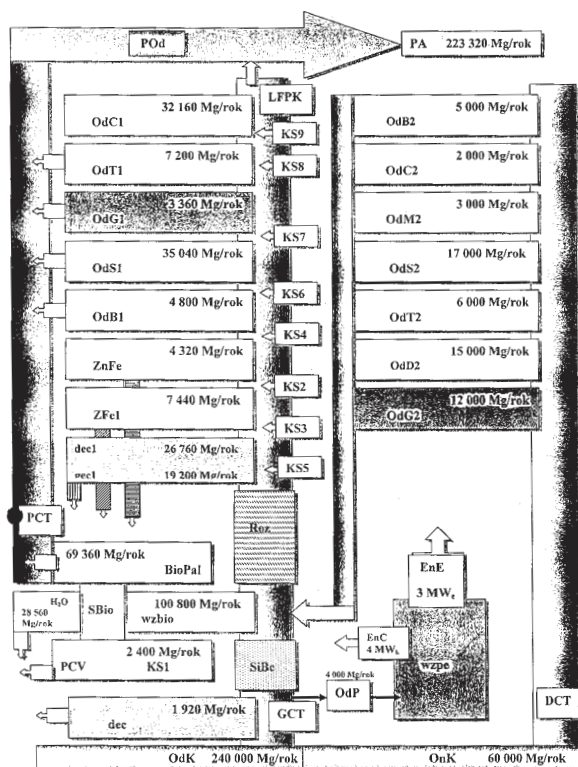 POd
PA 223 320 Mg/rok
LFPK
32 160 Mg/rok
OdC1
KS9
7 200 Mg/rok
OdT1
KS8
3 360 Mg/rok
OdG1
KS7
35 040 Mg/rok
OdS1
KS6
4 800 Mg/rok
OdB1
KS4
4 320 Mg/rok
ZnFe
KS2
7 440 Mg/rok
ZFe1
KS3
dec1 26 760 Mg/rok
gec1 19 200 Mg/rok
KS5
5 000 Mg/rok
OdB2
2 000 Mg/rok
OdC2
3 000 Mg/rok
OdM2
17 000 Mg/rok
OdS2
6 000 Mg/rok
OdT2
15 000 Mg/rok
OdD2
12 000 Mg/rok
OdG2
PCT
Roz
69 360 Mg/rok
BioPal
H₂O
28 560
Mg/rok
SBio
100 800 Mg/rok
wzbio
2 400 Mg/rok
PCV KS1
SiBe
1 920 Mg/rok
dec
GCT
4 000 Mg/rok
OdP
EnE
3 MWₑ
EnC
4 MWₕ
wzpe
DCT
OdK 240 000 Mg/rok
OnK 60 000 Mg/rok